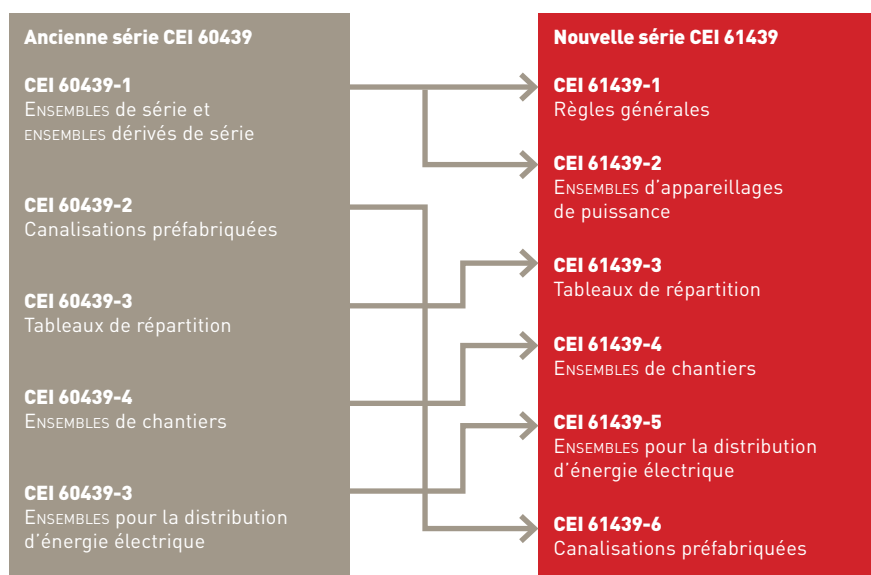 Ancienne série CEI 60439
CEI 60439-1
ENSEMBLES de série et
ENSEMBLES dérivés de série
CEI 60439-2
Canalisations préfabriquées
CEI 60439-3
Tableaux de répartition
CEI 60439-4
ENSEMBLES de chantiers
CEI 60439-3
ENSEMBLES pour la distribution
d'énergie électrique
Nouvelle série CEI 61439
CEI 61439-1
Règles générales
CEI 61439-2
ENSEMBLES d'appareillages
de puissance
CEI 61439-3
Tableaux de répartition
CEI 61439-4
ENSEMBLES de chantiers
CEI 61439-5
ENSEMBLES pour la distribution
d'énergie électrique
CEI 61439-6
Canalisations préfabriquées